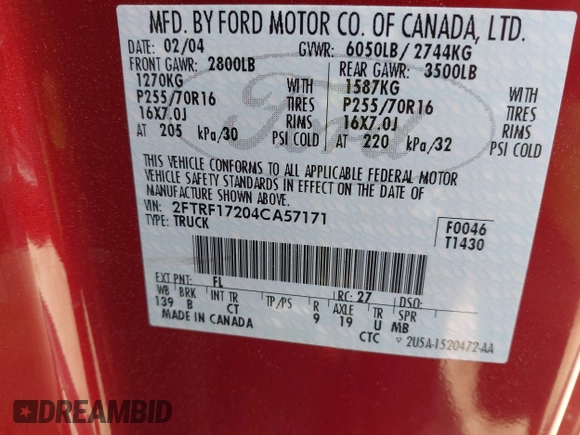 MFD. BY FORD MOTOR CO. OF CANADA, LTD.
DATE: 02/04 GVWR: 6050LB/ 2744KG
FRONT GAWR: 2800LB REAR GAWR: 3500LB
1270KG WITH 1587KG WITH
P255/70R16 TIRES P255/70R16 TIRES
16X7.0J RIMS 16X7.0J RIMS
AT 205 kPa/30 PSI COLD AT 220 kPa/32 PSI COLD
Ford
THIS VEHICLE CONFORMS TO ALL APPLICABLE FEDERAL MOTOR
VEHICLE SAFETY STANDARDS IN EFFECT ON THE DATE OF
MANUFACTURE SHOWN ABOVE.
VIN: 2FTRF17204CA57171
TYPE: TRUCK
F0046
T1430
EXT PNT: FL RC: 27 DSO:
WB BRK INT TR TP/PS R AXLE TR SPR
139 B CT 9 19 U MB
MADE IN CANADA CTC ▽ 2USA-1520472-AA
DREAMBID